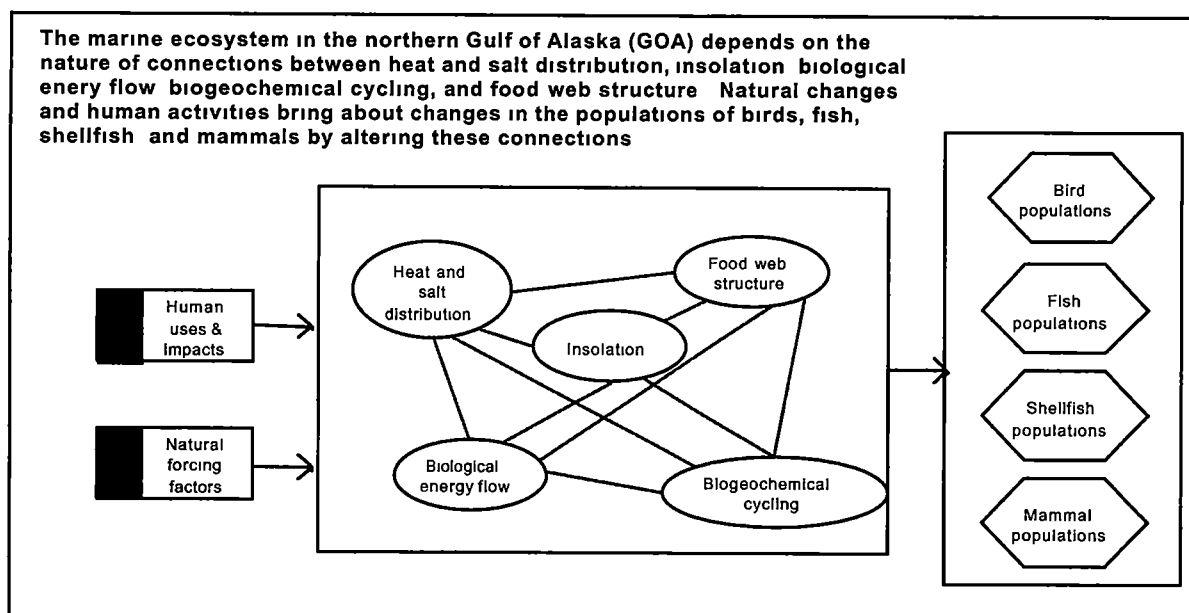 The marine ecosystem in the northern Gulf of Alaska (GOA) depends on the
nature of connections between heat and salt distribution, insolation biological
enery flow biogeochemical cycling, and food web structure Natural changes
and human activities bring about changes in the populations of birds, fish,
shellfish and mammals by altering these connections
Human
uses &
Impacts
Natural
forcing
factors
Heat and
salt
distribution
Food web
structure
Insolation
Biological
energy flow
Biogeochemical
cycling
Bird
populations
Fish
populations
Shellfish
populations
Mammal
populations